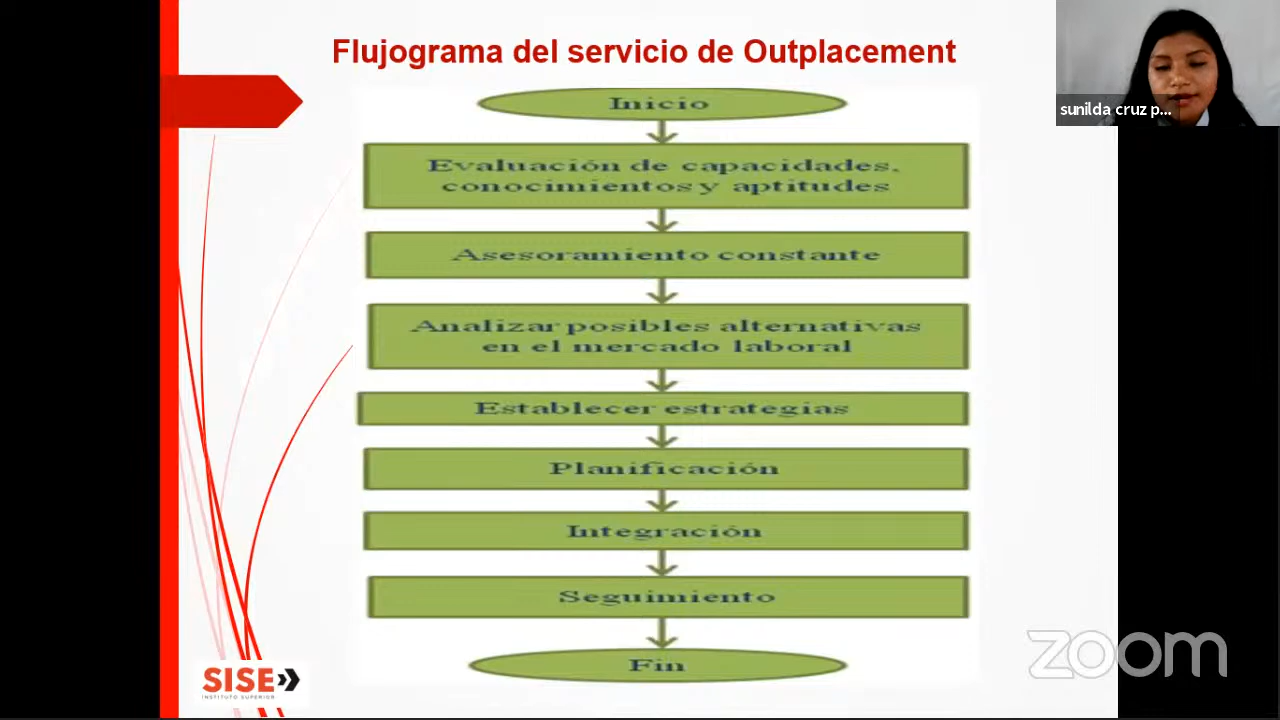 Flujograma del servicio de Outplacement
sunilda cruz p...
Inicio
Evaluación de capacidades,
conocimientos y aptitudes
Asesoramiento constante
Analizar posibles alternativas
en el mercado laboral
Establecer estrategias
Planificación
Integración
Seguimiento
Fin
SISE
INSTITUTO SUPERIOR
zoom